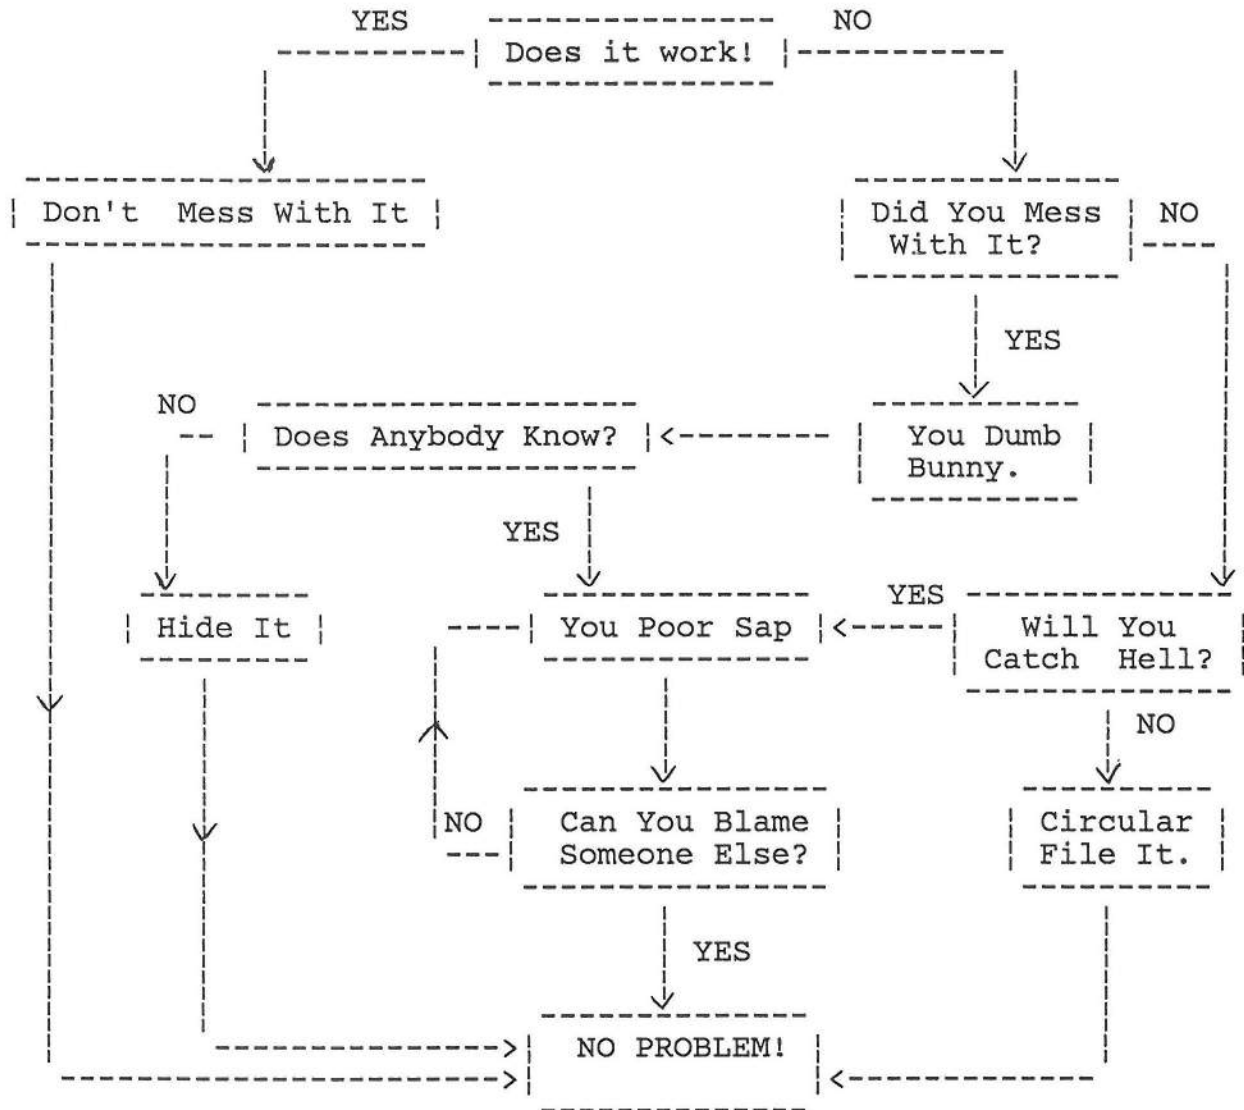 YES NO
Does it work!
Don't Mess With It
Did You Mess NO
With It?
YES
NO
Does Anybody Know?
You Dumb
Bunny.
YES
YES
Hide It
You Poor Sap
Will You
Catch Hell?
NO
NO
Can You Blame
Someone Else?
Circular
File It.
YES
NO PROBLEM!